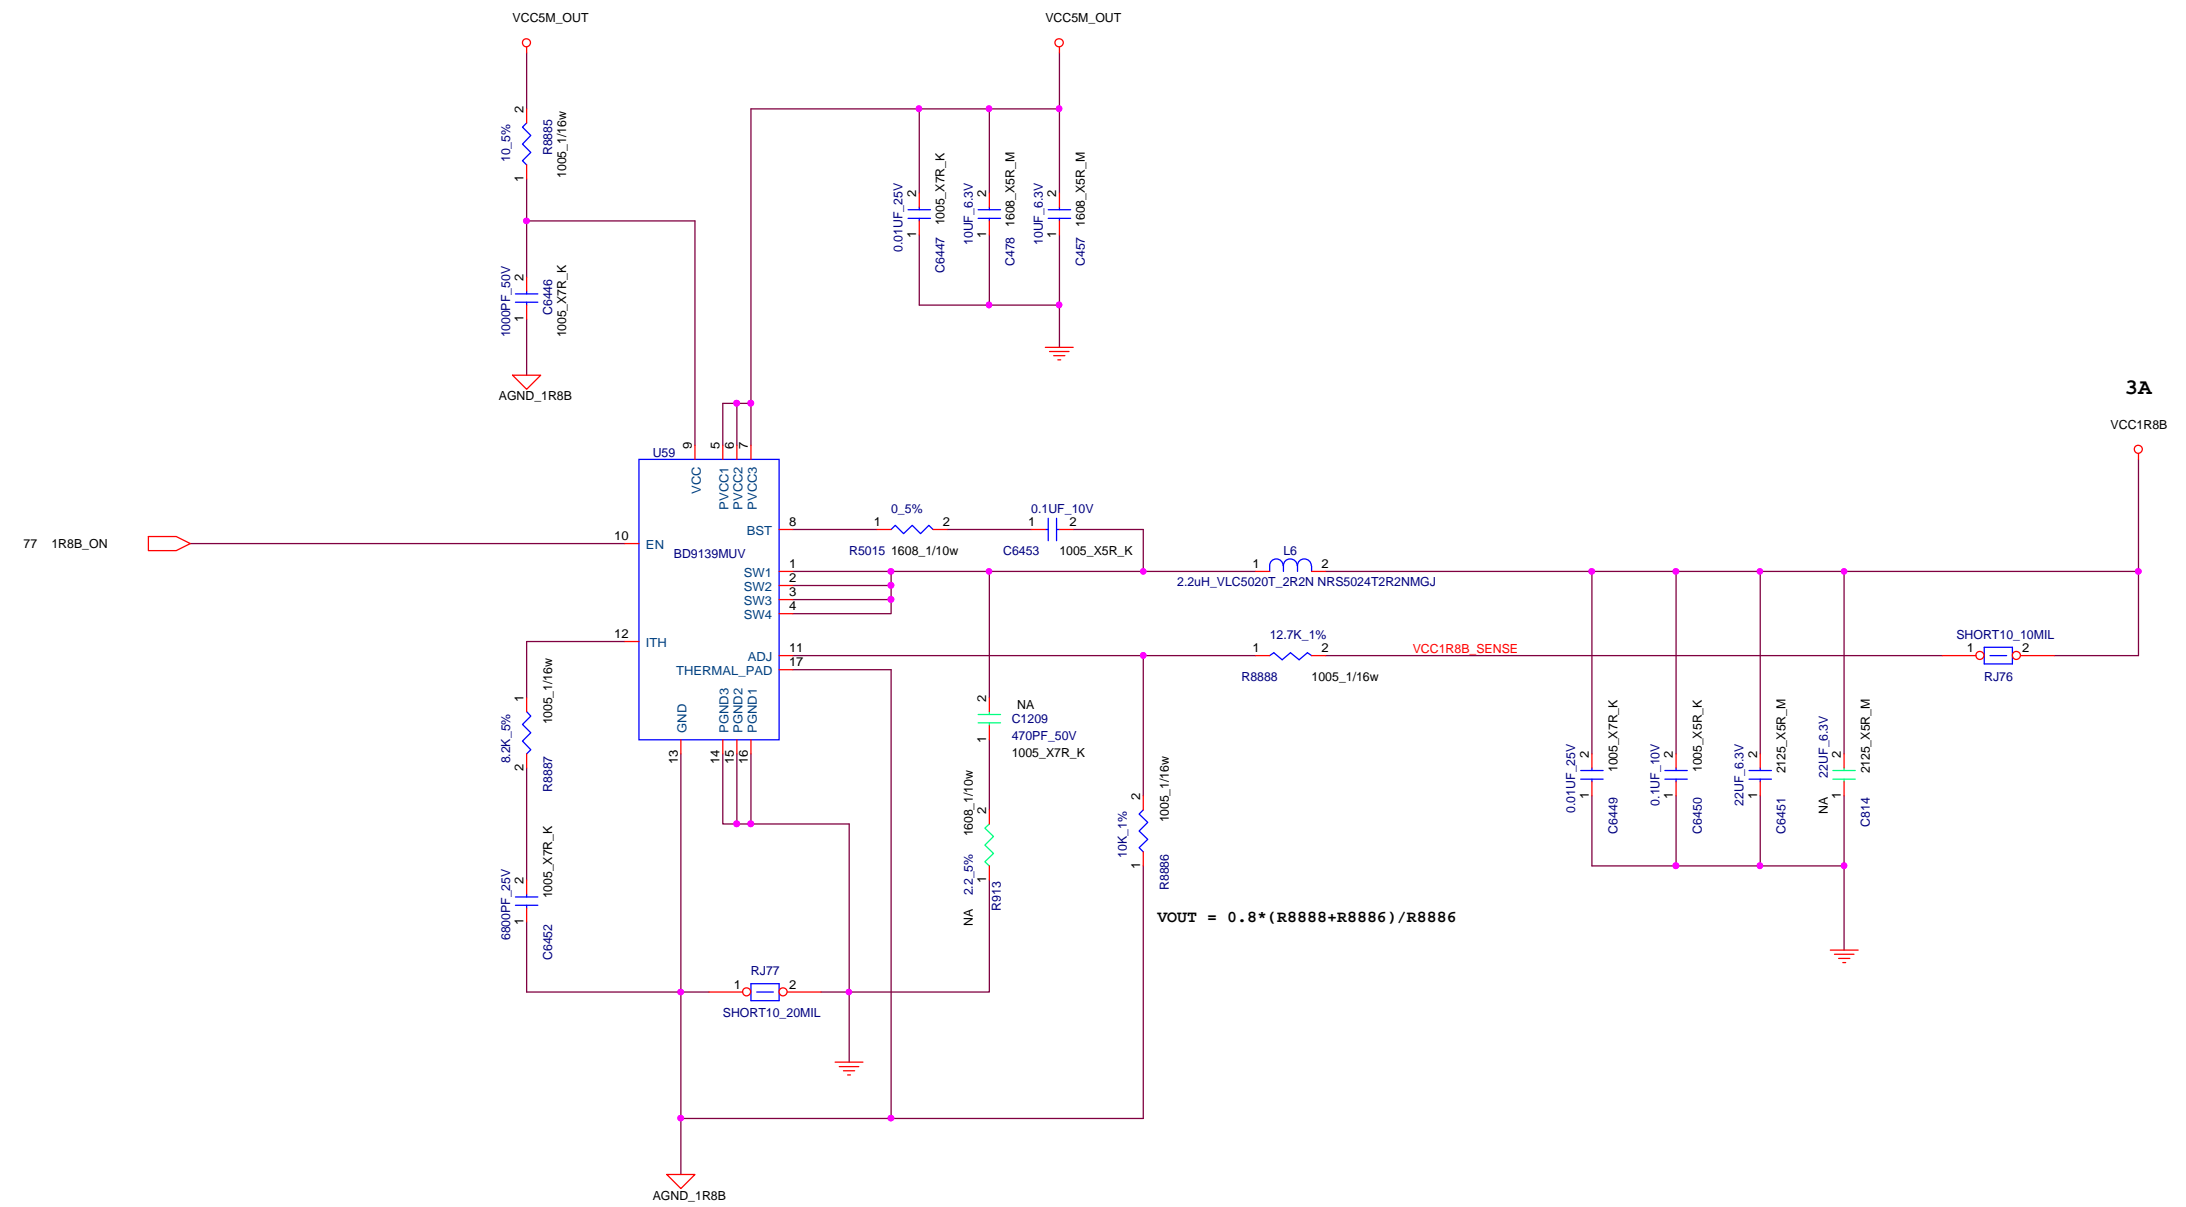 VCC5M_OUT
VCC5M_OUT
2
10_5%
R8885
1005_1/16w
1
2
1000PF_50V
C6446
1005_X7R_K
1
AGND_1R8B
2
0.01UF_25V
1005_X7R_K
1
C6447
2
10UF_6.3V
1608_X5R_M
1
C478
2
10UF_6.3V
1608_X5R_M
1
C457
3A
VCC1R8B
U59
9
5
6
7
VCC
PVCC1
PVCC2
PVCC3
77 1R8B_ON
10
EN
BD9139MUV
BST
8
0_5%
1
2
R5015
1608_1/10w
0.1UF_10V
1
2
C6453
1005_X5R_K
SW1
1
SW2
2
SW3
3
SW4
4
L6
1
2
2.2uH_VLC5020T_2R2N NRS5024T2R2NMGJ
12
ITH
ADJ
11
THERMAL_PAD
17
12.7K_1%
1
2
R8888
1005_1/16w
VCC1R8B_SENSE
SHORT10_10MIL
1
2
RJ76
GND
PGND3
PGND2
PGND1
13
14
15
16
1
8.2K_5%
1005_1/16w
2
R8887
2
6800PF_25V
1005_X7R_K
1
C6452
2
NA
C1209
470PF_50V
1
1005_X7R_K
2
1608_1/10w
NA 2.2_5%
1
R913
2
10K_1%
1005_1/16w
1
R8886
2
0.01UF_25V
1005_X7R_K
1
C6449
2
0.1UF_10V
1005_X5R_K
1
C6450
2
22UF_6.3V
2125_X5R_M
1
C6451
2
NA 22UF_6.3V
2125_X5R_M
1
C814
VOUT = 0.8*(R8888+R8886)/R8886
RJ77
1
2
SHORT10_20MIL
AGND_1R8B